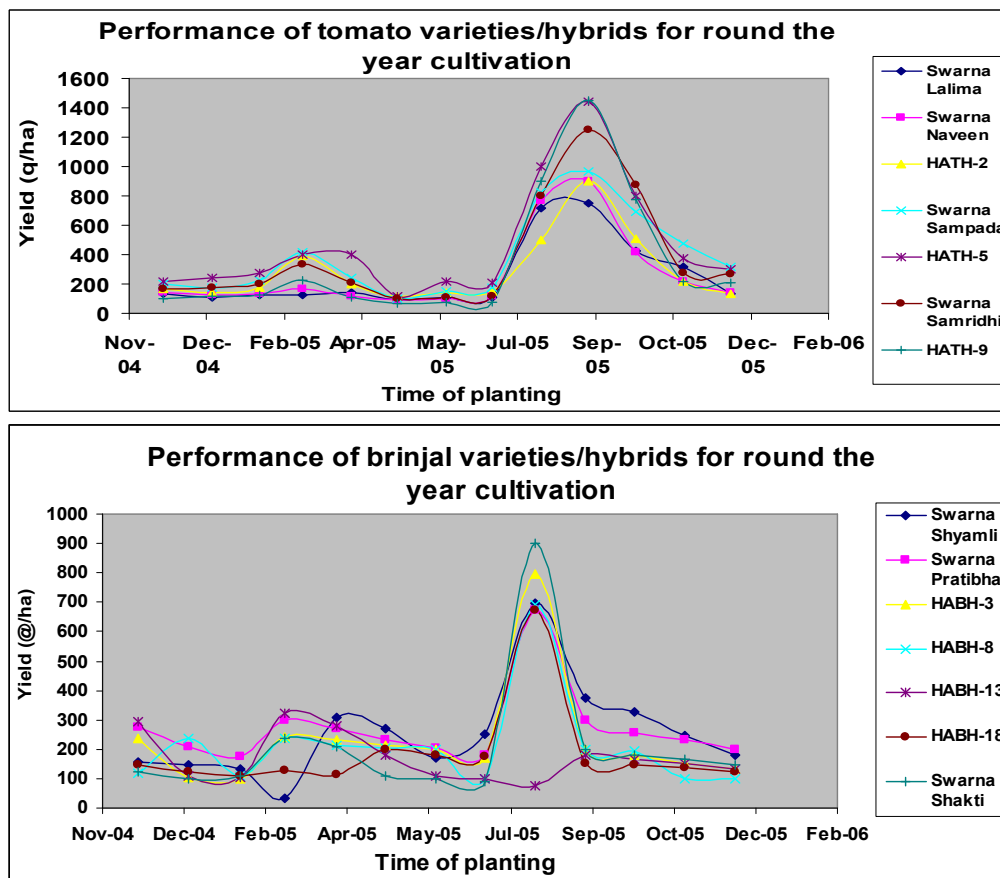 Performance of tomato varieties/hybrids for round the
year cultivation
1600
1400
1200
1000
800
600
400
200
0
Yield (q/ha)
Nov-
04
Dec-
04
Feb-05
Apr-05
May-
05
Jul-05
Sep-
05
Oct-05
Dec-
05
Feb-06
Time of planting
Swarna
Lalima
Swarna
Naveen
HATH-2
Swarna
Sampada
HATH-5
Swarna
Samridhi
HATH-9
Performance of brinjal varieties/hybrids for round the
year cultivation
1000
900
800
700
600
500
400
300
200
100
0
Yield (@/ha)
Nov-04
Dec-04
Feb-05
Apr-05
May-05
Jul-05
Sep-05
Oct-05
Dec-05
Feb-06
Time of planting
Swarna
Shyamli
Swarna
Pratibha
HABH-3
HABH-8
HABH-13
HABH-18
Swarna
Shakti